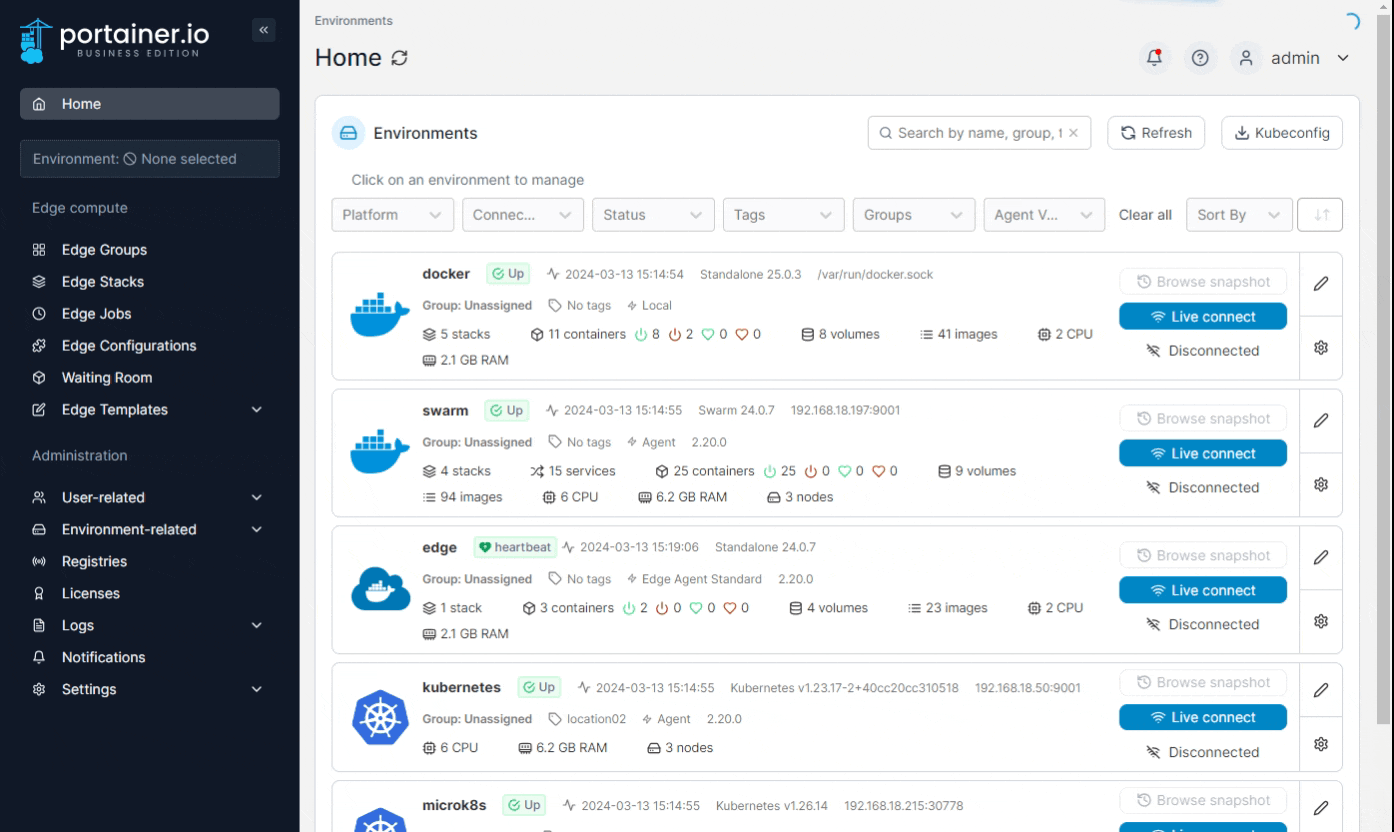 portainer.io
BUSINESS EDITION
Home
Environment: None selected
Edge compute
Edge Groups
Edge Stacks
Edge Jobs
Edge Configurations
Waiting Room
Edge Templates
Administration
User-related
Environment-related
Registries
Licenses
Logs
Notifications
Settings
Environments
Home
admin
Environments
Search by name, group, t
Refresh
Kubeconfig
Click on an environment to manage
Platform Connec... Status Tags Groups Agent V... Clear all Sort By
docker Up 2024-03-13 15:14:54 Standalone 25.0.3 /var/run/docker.sock
Group: Unassigned No tags Local
5 stacks 11 containers 8 2 0 0 8 volumes 41 images 2 CPU
2.1 GB RAM
Browse snapshot
Live connect
Disconnected
swarm Up 2024-03-13 15:14:55 Swarm 24.0.7 192.168.18.197:9001
Group: Unassigned No tags Agent 2.20.0
4 stacks 15 services 25 containers 25 0 0 0 9 volumes
94 images 6 CPU 6.2 GB RAM 3 nodes
Browse snapshot
Live connect
Disconnected
edge heartbeat 2024-03-13 15:19:06 Standalone 24.0.7
Group: Unassigned No tags Edge Agent Standard 2.20.0
1 stack 3 containers 2 0 0 0 4 volumes 23 images 2 CPU
2.1 GB RAM
Browse snapshot
Live connect
Disconnected
kubernetes Up 2024-03-13 15:14:55 Kubernetes v1.23.17-2+40cc20cc310518 192.168.18.50:9001
Group: Unassigned location02 Agent 2.20.0
6 CPU 6.2 GB RAM 3 nodes
Browse snapshot
Live connect
Disconnected
microk8s Up 2024-03-13 15:14:55 Kubernetes v1.26.14 192.168.18.215:30778
Browse snapshot